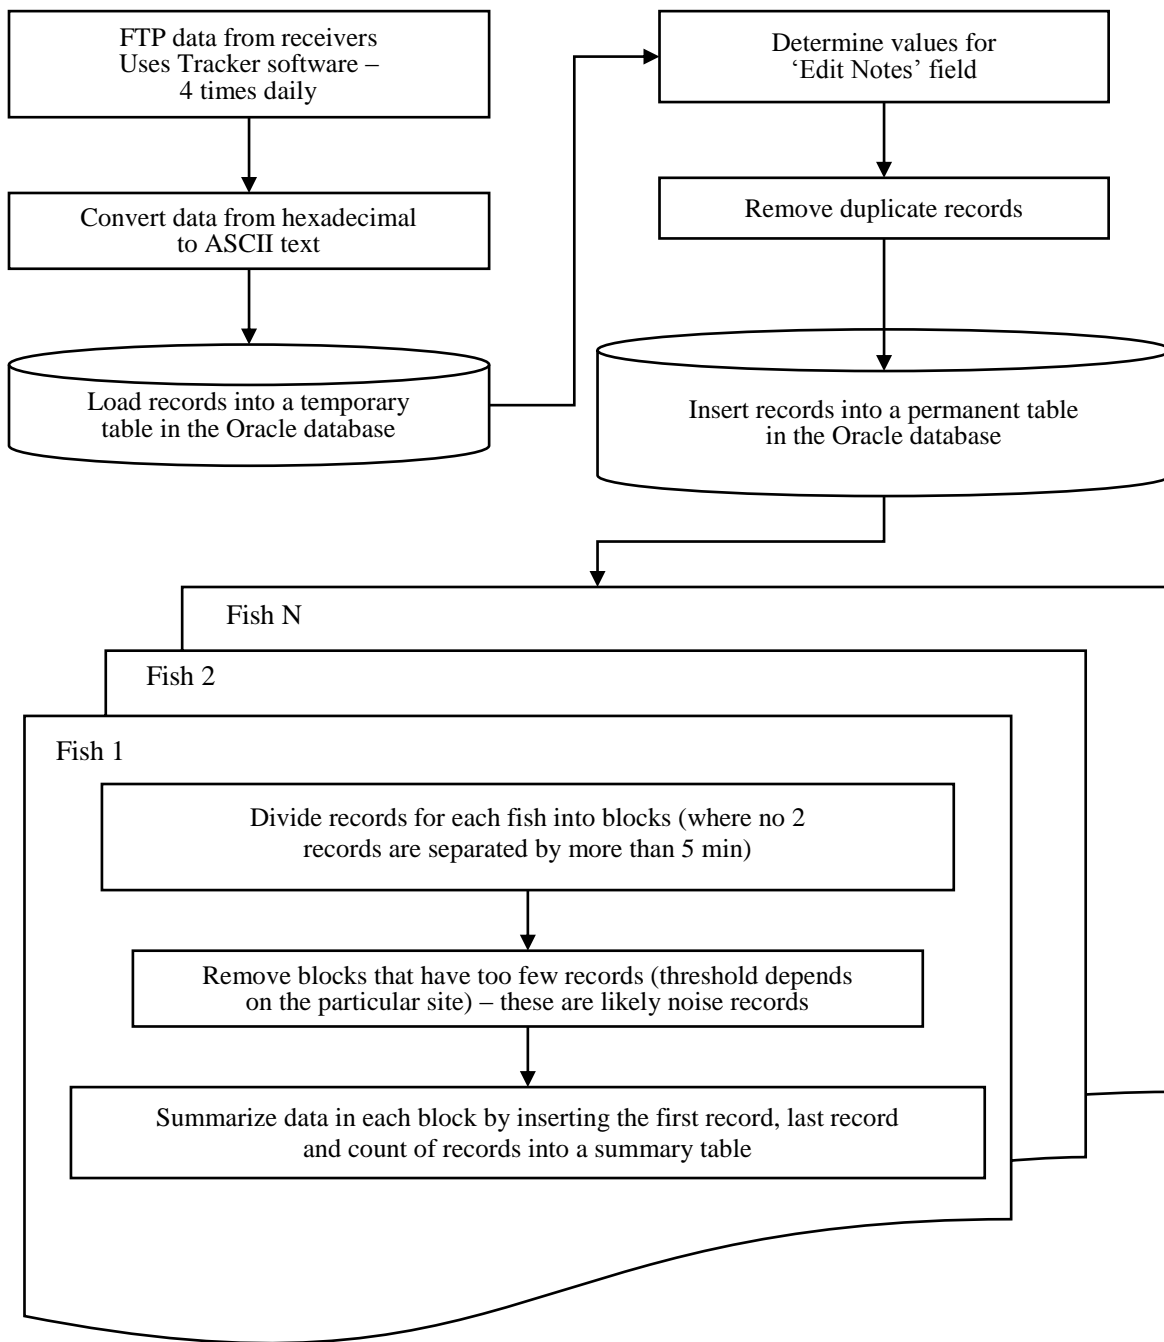 FTP data from receivers
Uses Tracker software –
4 times daily
Convert data from hexadecimal
to ASCII text
Load records into a temporary
table in the Oracle database
Determine values for
‘Edit Notes’ field
Remove duplicate records
Insert records into a permanent table
in the Oracle database
Fish N
Fish 2
Fish 1
Divide records for each fish into blocks (where no 2
records are separated by more than 5 min)
Remove blocks that have too few records (threshold depends
on the particular site) – these are likely noise records
Summarize data in each block by inserting the first record, last record
and count of records into a summary table